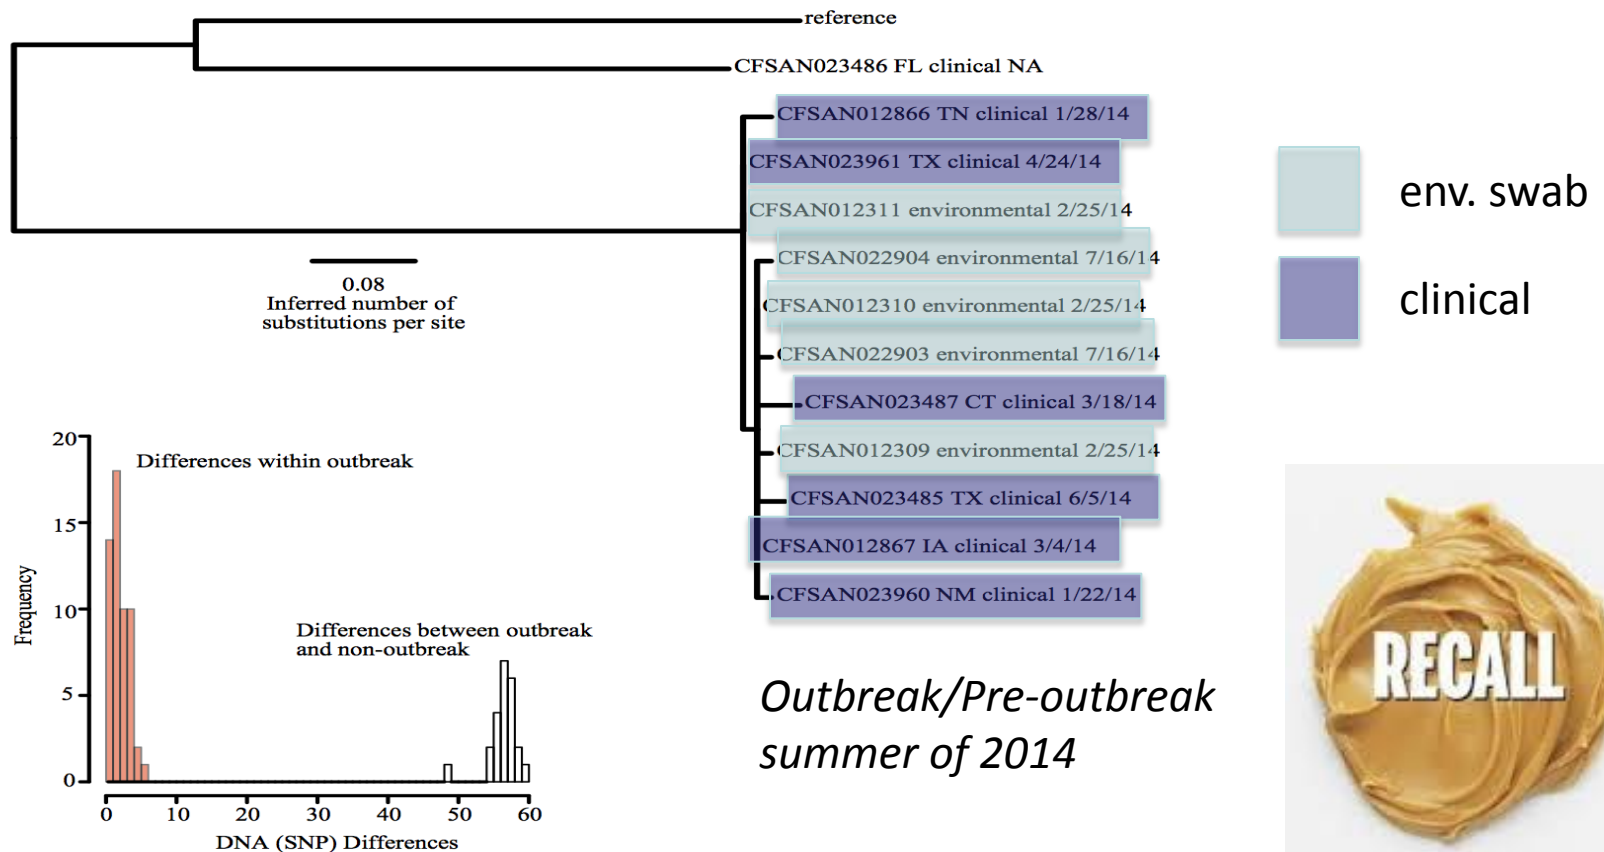 reference
CFSAN023486 FL clinical NA
CFSAN012866 TN clinical 1/28/14
CFSAN023961 TX clinical 4/24/14
CFSAN012311 environmental 2/25/14
CFSAN022904 environmental 7/16/14
CFSAN012310 environmental 2/25/14
CFSAN022903 environmental 7/16/14
CFSAN023487 CT clinical 3/18/14
CFSAN012309 environmental 2/25/14
CFSAN023485 TX clinical 6/5/14
CFSAN012867 IA clinical 3/4/14
CFSAN023960 NM clinical 1/22/14
env. swab
clinical
0.08
Inferred number of
substitutions per site
20
15
10
5
0
Frequency
Differences within outbreak
Differences between outbreak
and non-outbreak
0 10 20 30 40 50 60
DNA (SNP) Differences
Outbreak/Pre-outbreak
summer of 2014
RECALL